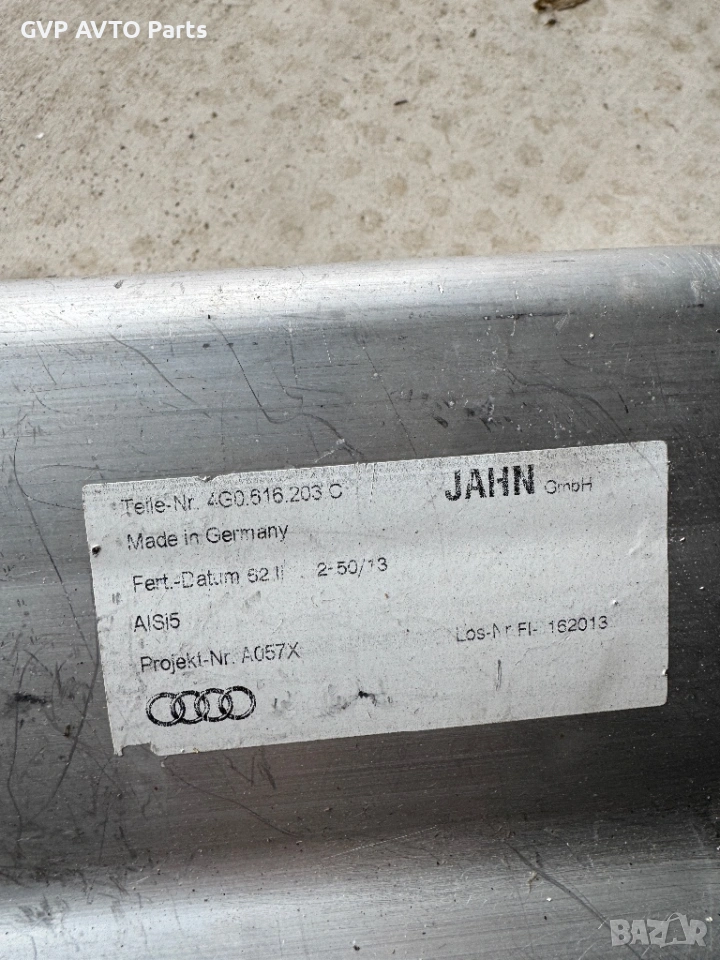 GVP AVTO Parts
Teile-Nr. 4G0.616.203 C
JAHN GmbH
Made in Germany
Fert.-Datum 62.II 2-50/13
AlSi5
Los-Nr.FI- 162013
Projekt-Nr. A057X
BAZAR